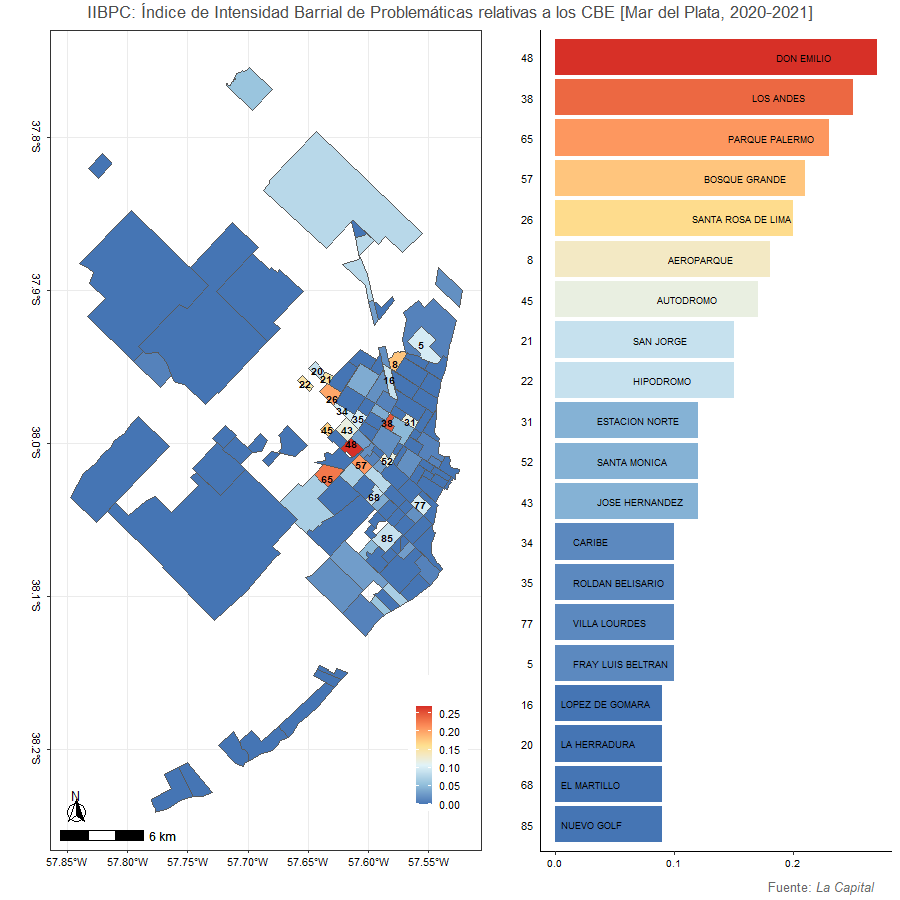 IIBPC: Índice de Intensidad Barrial de Problemáticas relativas a los CBE [Mar del Plata, 2020-2021]
37.8°S
37.9°S
38.0°S
38.1°S
38.2°S
5
8
16
20
21
22
26
34
35
38
31
45
43
48
52
57
65
68
77
85
0.25
0.20
0.15
0.10
0.05
0.00
N
6 km
57.85°W 57.80°W 57.75°W 57.70°W 57.65°W 57.60°W 57.55°W
48 DON EMILIO
38 LOS ANDES
65 PARQUE PALERMO
57 BOSQUE GRANDE
26 SANTA ROSA DE LIMA
8 AEROPARQUE
45 AUTODROMO
21 SAN JORGE
22 HIPODROMO
31 ESTACION NORTE
52 SANTA MONICA
43 JOSE HERNANDEZ
34 CARIBE
35 ROLDAN BELISARIO
77 VILLA LOURDES
5 FRAY LUIS BELTRAN
16 LOPEZ DE GOMARA
20 LA HERRADURA
68 EL MARTILLO
85 NUEVO GOLF
0.0 0.1 0.2
Fuente: La Capital